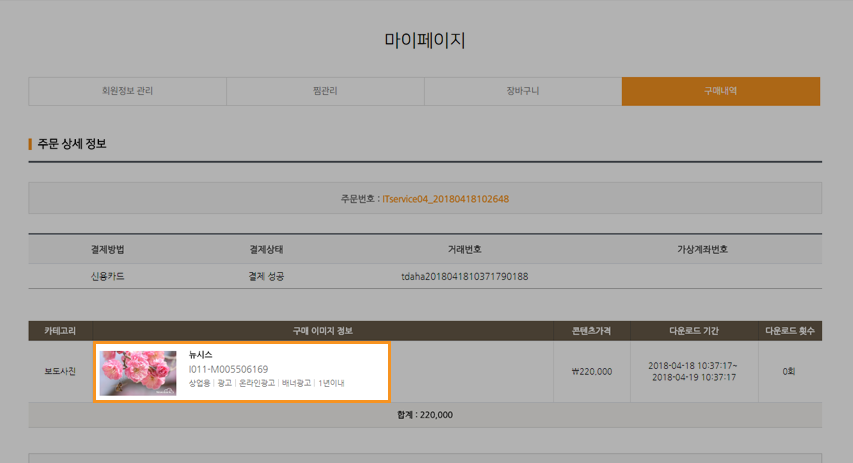 마이페이지
회원정보 관리 찜관리 장바구니 구매내역
주문 상세 정보
주문번호 : ITservice04_20180418102648
결제방법 결제상태 거래번호 가상계좌번호
신용카드 결제 성공 tdaha2018041810371790188
카테고리 구매 이미지 정보 콘텐츠가격 다운로드 기간 다운로드 횟수
뉴시스
I011-M005506169
상업용 | 광고 | 온라인광고 | 배너광고 | 1년이내
보도사진 ₩220,000 2018-04-18 10:37:17~
2018-04-19 10:37:17 0회
합계 : 220,000